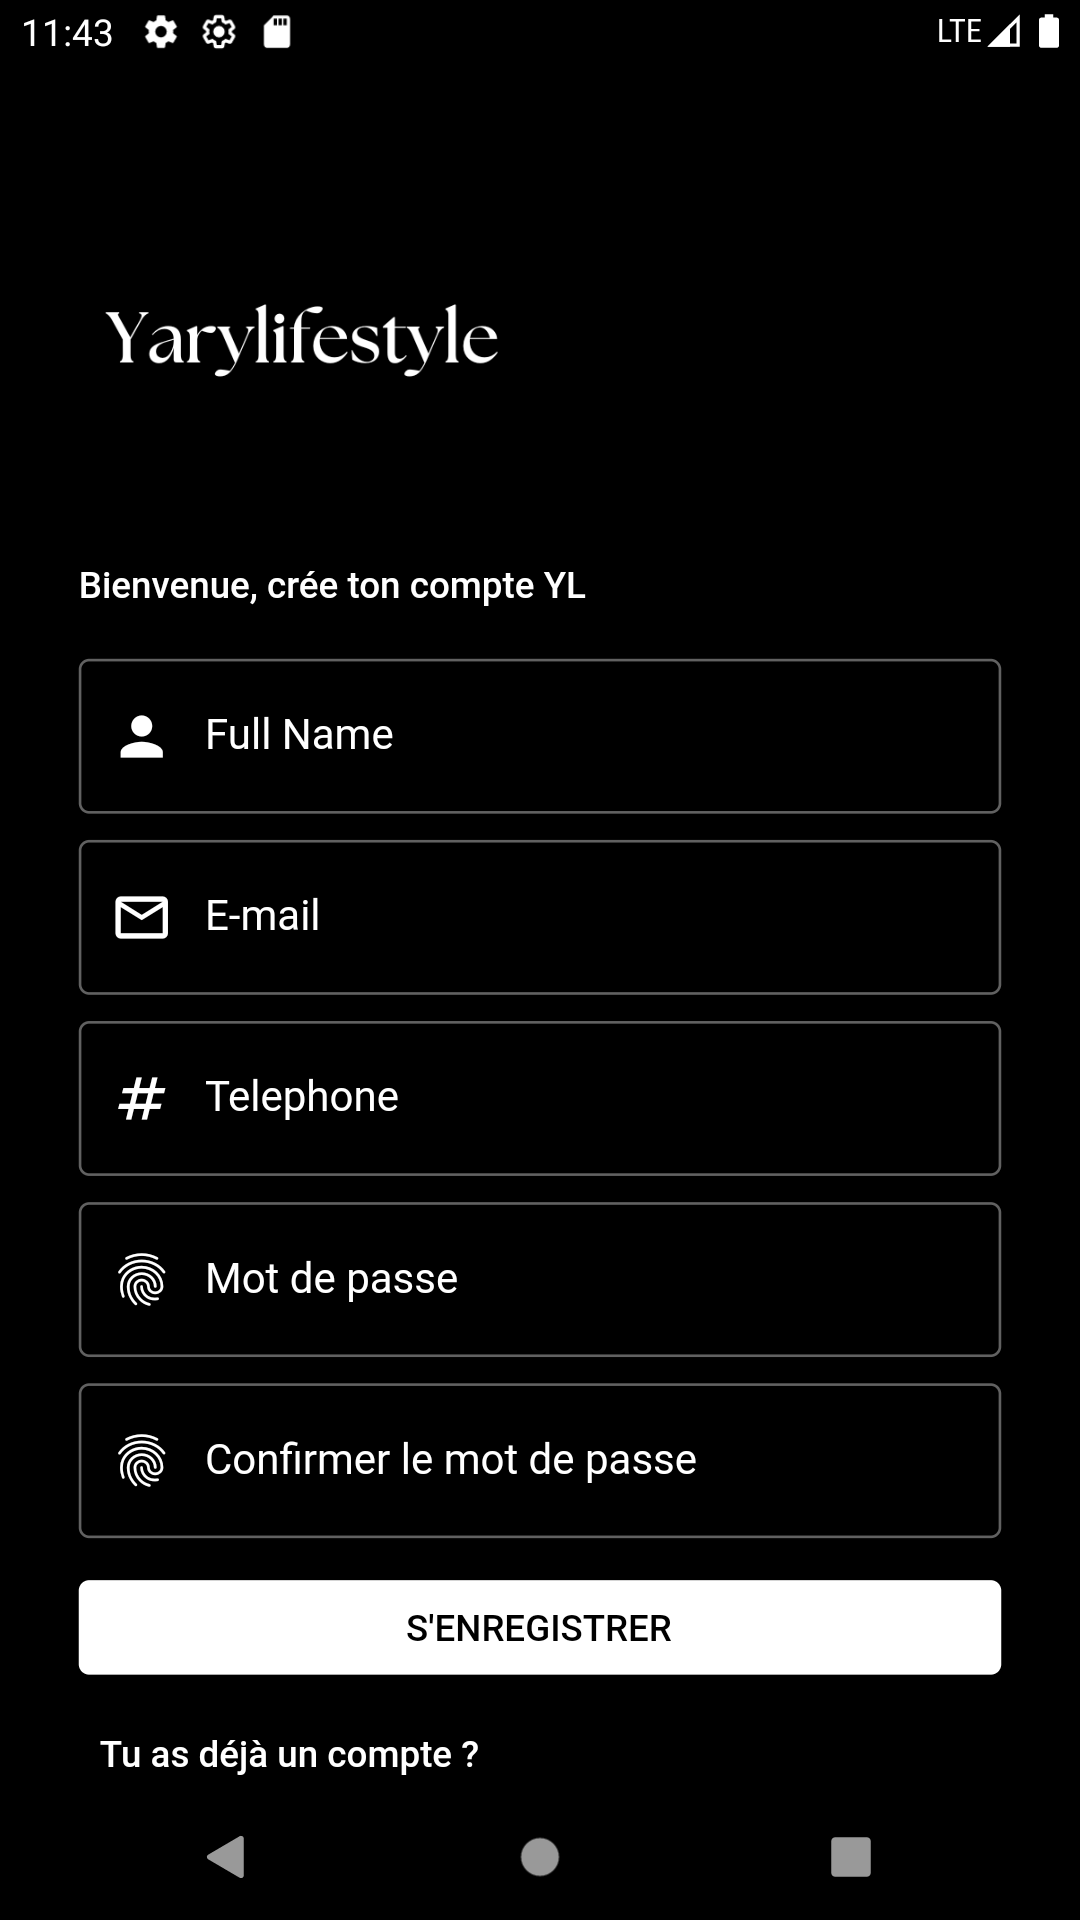 11:43 LTE
Yarylifestyle
Bienvenue, crée ton compte YL
Full Name
E-mail
Telephone
Mot de passe
Confirmer le mot de passe
S'ENREGISTRER
Tu as déjà un compte ?